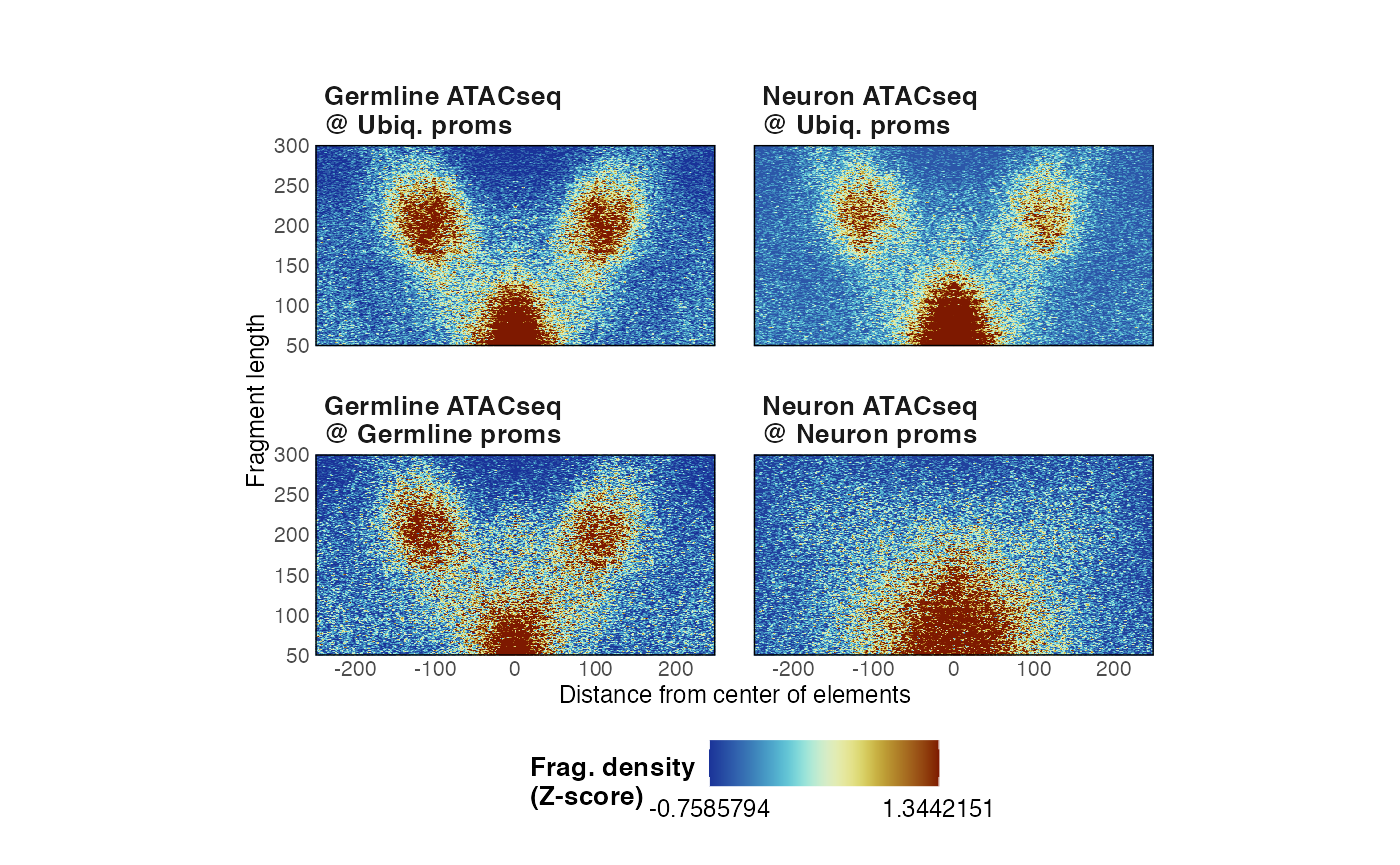 Germline ATACseq
@ Ubiq. proms
Neuron ATACseq
@ Ubiq. proms
300
250
200
150
100
50
Fragment length
Germline ATACseq
@ Germline proms
Neuron ATACseq
@ Neuron proms
300
250
200
150
100
50
-200 -100 0 100 200
-200 -100 0 100 200
Distance from center of elements
Frag. density
(Z-score)
-0.7585794 1.3442151